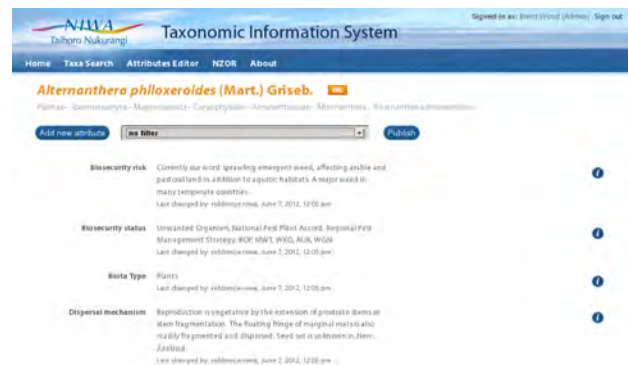 Signed in as: Brent Wood (Admin) Sign out
NIWA
Taihoro Nukurangi
Taxonomic Information System
Home Taxa Search Attributes Editor NZOR About
Alternanthera philoxeroides (Mart.) Griseb.
Add new attribute no filter Publish
Biosecurity risk Currently our worst sprawling emergent weed, affecting arable and
pastoral land in addition to aquatic habitats. A major weed in
many temperate countries.
Last changed by: June 7, 2012, 12:05 pm
Biosecurity status Unwanted Organism, National Pest Plant Accord, Regional Pest
Management Strategy: BOP, MWT, WKO, AUK, WGN
Last changed by: June 7, 2012, 12:05 pm
Biota Type Plants
Last changed by: June 7, 2012, 12:05 pm
Dispersal mechanism Reproduction is vegetative by the extension of prostrate stems or
stem fragmentation. The floating fringe of marginal mats is also
readily fragmented and dispersed. Seed set is unknown in New
Zealand.
Last changed by: June 7, 2012, 12:06 pm